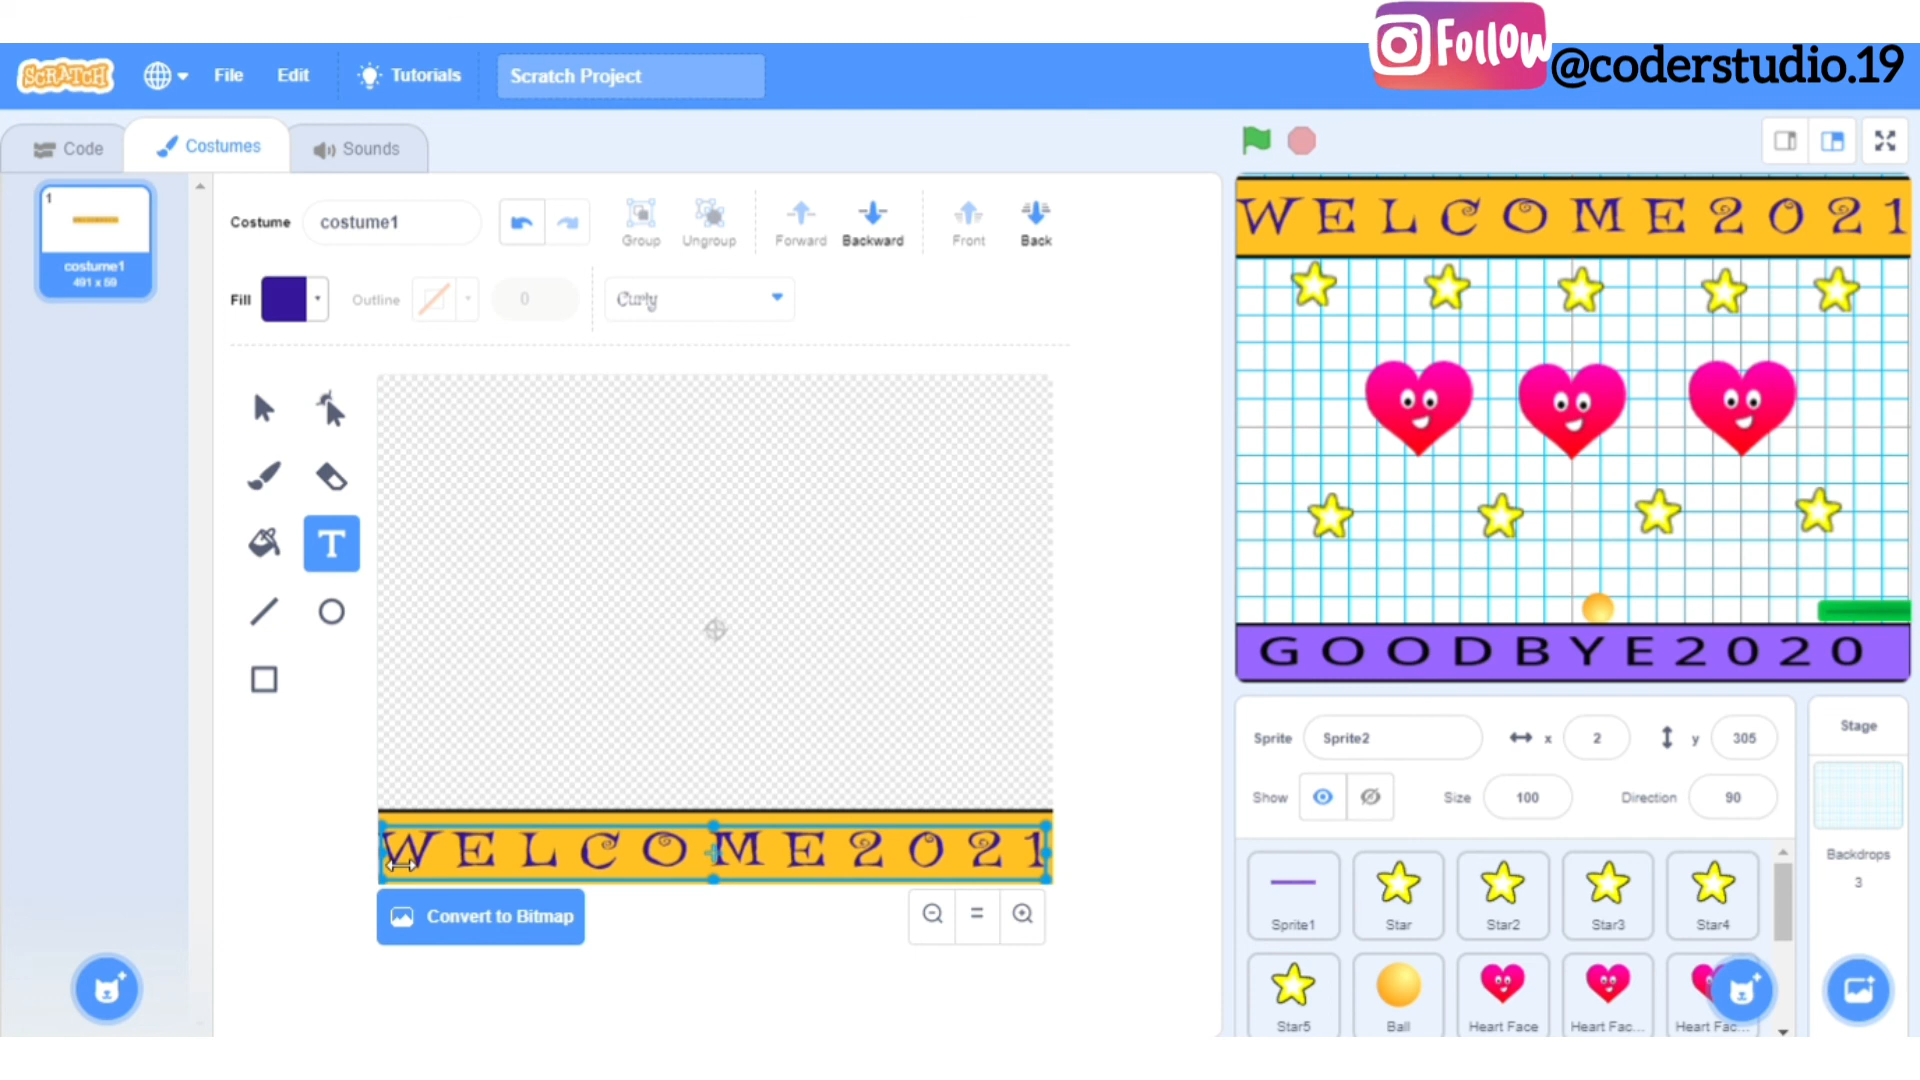 Follow
@coderstudio.19
SCRATCH
File
Edit
Tutorials
Scratch Project
Code
Costumes
Sounds
1
costume1
491 x 59
Costume
costume1
Group
Ungroup
Forward
Backward
Front
Back
Fill
Outline
0
Curly
T
WELCOME2021
Convert to Bitmap
WELCOME2021
GOODBYE2020
Sprite
Sprite2
x
2
y
305
Show
Size
100
Direction
90
Sprite1
Star
Star2
Star3
Star4
Star5
Ball
Heart Face
Heart Fac...
Heart Fac...
Stage
Backdrops
3